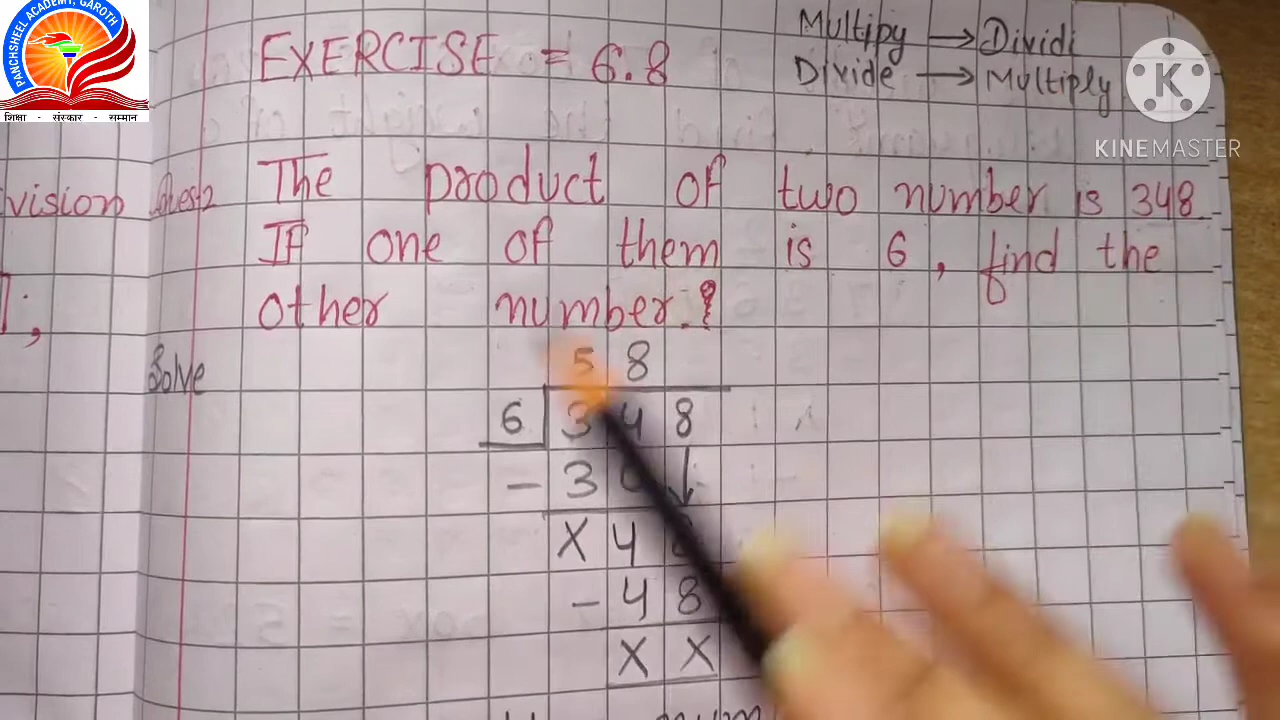 PANCHSHEEL ACADEMY, GAROTH
शिक्षा - संस्कार - सम्मान
Multipy → Dividi
Divide → Multiply
K
KINEMASTER
EXERCISE = 6.8
vision
Ques2 The product of two number is 348
If one of them is 6, find the
other number.?
Solve
5 8
6 3 4 8
- 3
X 4
- 4 8
X X